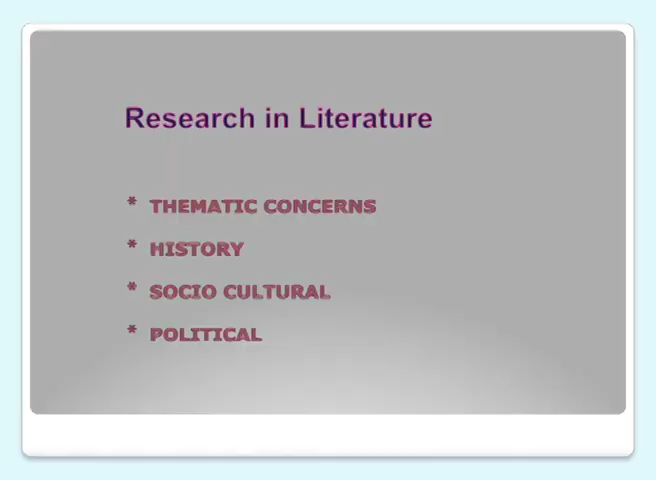 Research in Literature
* THEMATIC CONCERNS
* HISTORY
* SOCIO CULTURAL
* POLITICAL